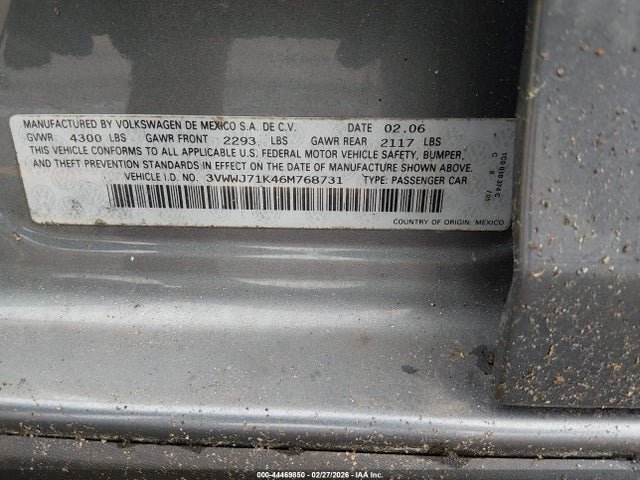 MANUFACTURED BY VOLKSWAGEN DE MEXICO S.A. DE C.V. DATE 02.06
GVWR 4300 LBS GAWR FRONT 2293 LBS GAWR REAR 2117 LBS
THIS VEHICLE CONFORMS TO ALL APPLICABLE U.S. FEDERAL MOTOR VEHICLE SAFETY, BUMPER,
AND THEFT PREVENTION STANDARDS IN EFFECT ON THE DATE OF MANUFACTURE SHOWN ABOVE.
VEHICLE I.D. NO. 3VWWJ71K46M768731 TYPE: PASSENGER CAR
COUNTRY OF ORIGIN: MEXICO
1C0 010 374 C
000-44469850 - 02/27/2026 - IAA Inc.